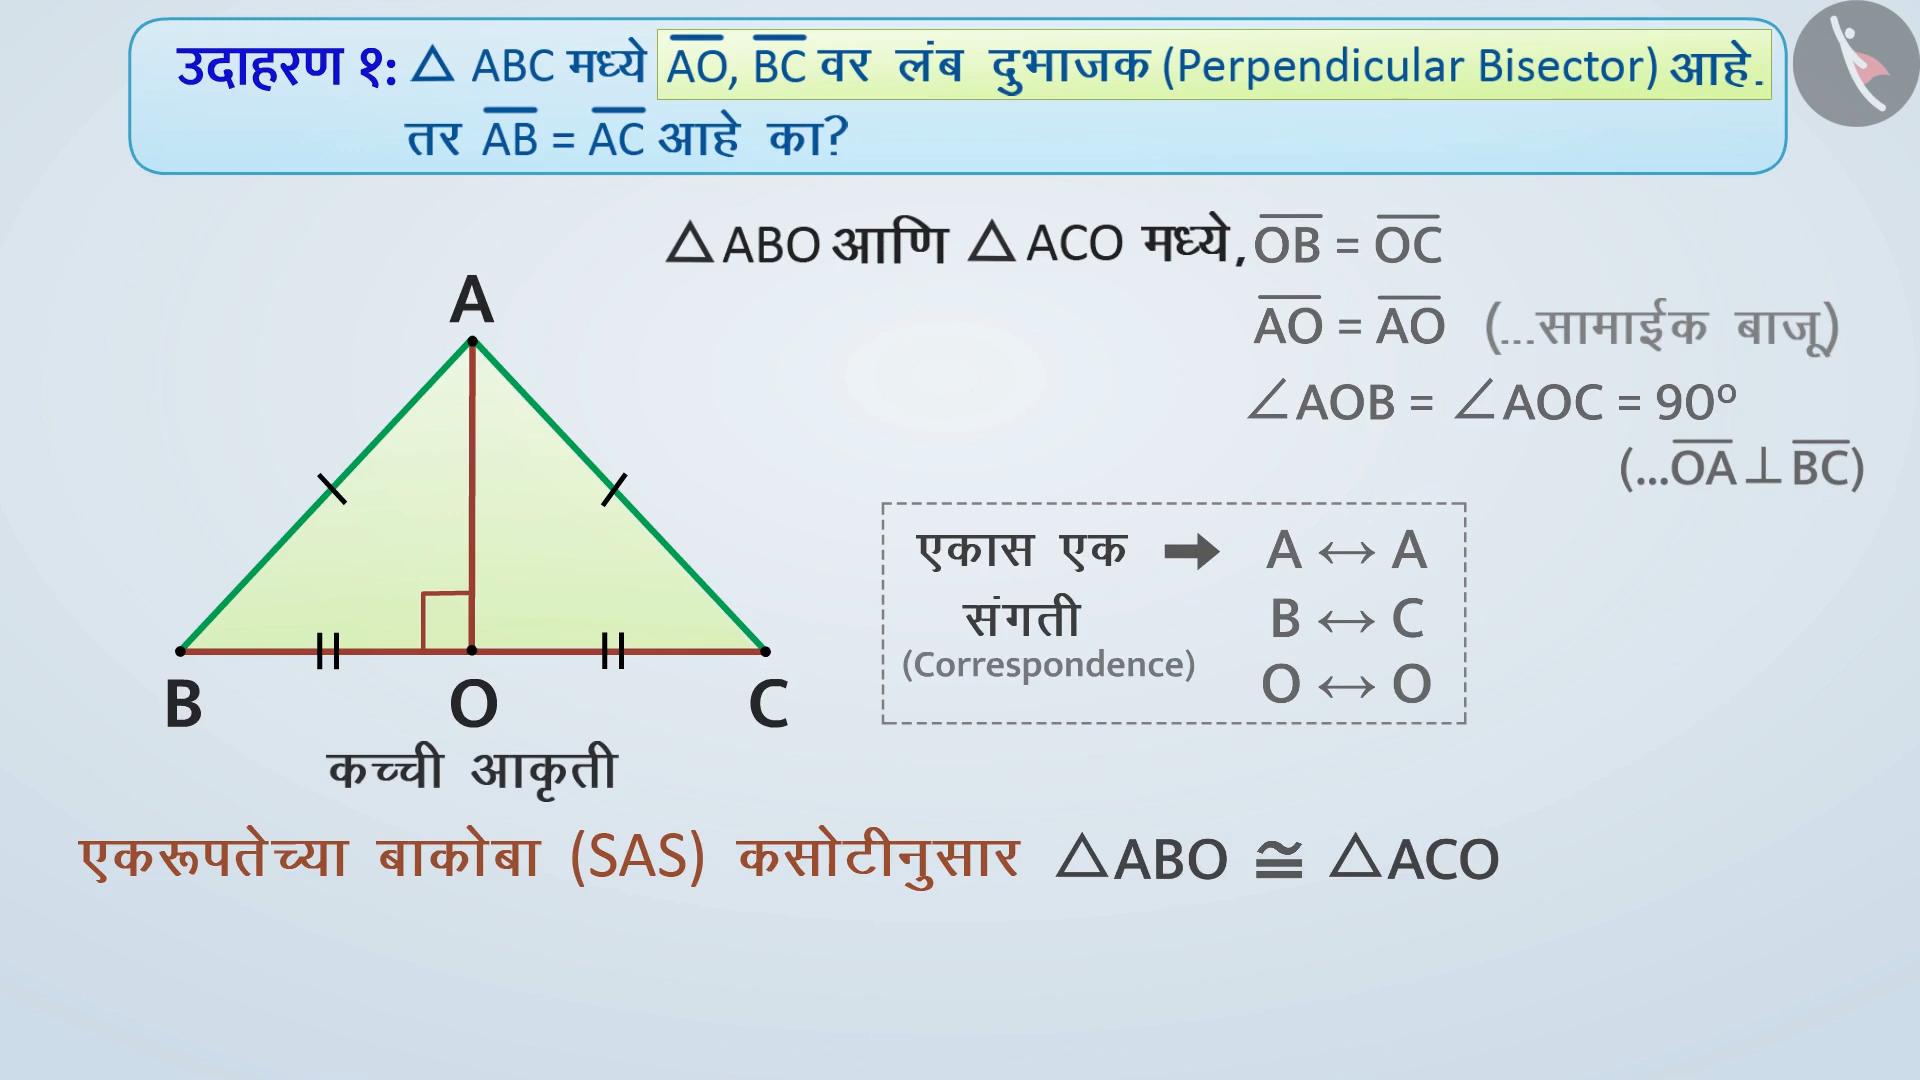 उदाहरण १: △ ABC मध्ये AO, BC वर लंब दुभाजक (Perpendicular Bisector) आहे.
तर AB = AC आहे का?
△ABO आणि △ACO मध्ये, OB = OC
AO = AO (...सामाईक बाजू)
∠AOB = ∠AOC = 90º
(...OA⊥BC)
A
B O C
कच्ची आकृती
एकास एक ➡ A ↔ A
संगती B ↔ C
(Correspondence)
O ↔ O
एकरूपतेच्या बाकोबा (SAS) कसोटीनुसार △ABO ≅ △ACO